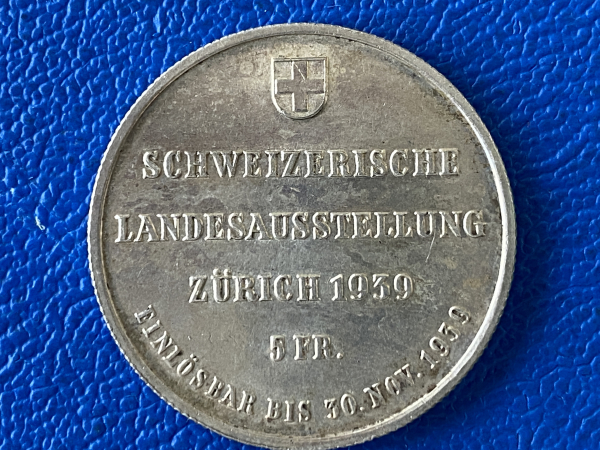 SCHWEIZERISCHE
LANDESAUSSTELLUNG
ZÜRICH 1939
5 FR.
EINLÖSBAR BIS 30. NOV. 1939